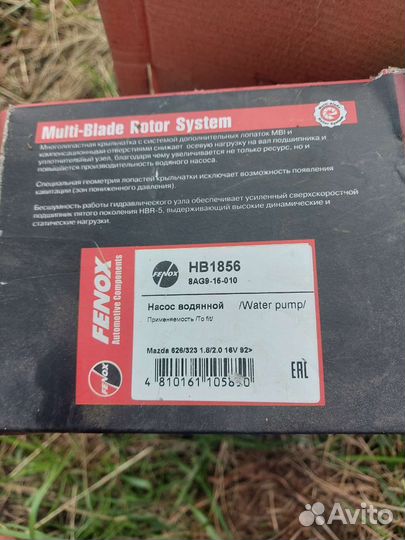 Multi-Blade Rotor System
Многолопастная крыльчатка с системой дополнительных лопаток MBI и
компенсационными отверстиями снижает осевую нагрузку на вал подшипника и
уплотнительный узел, благодаря чему увеличивается не только ресурс, но и
повышается производительность водяного насоса.
Специальная геометрия лопастей крыльчатки исключает возможность появления
кавитации (зон пониженного давления).
Бесшумность работы гидравлического узла обеспечивает усиленный сверхскоростной
подшипник пятого поколения HBR-5, выдерживающий высокие динамические и
статические нагрузки.
FENOX
Automotive Components
FENOX
HB1856
8AG9-15-010
Насос водянной /Water pump/
Применяемость /To fit/
Mazda 626/323 1.8/2.0 16V 92>
4 810161 105850
EAC
FENOX
Avito